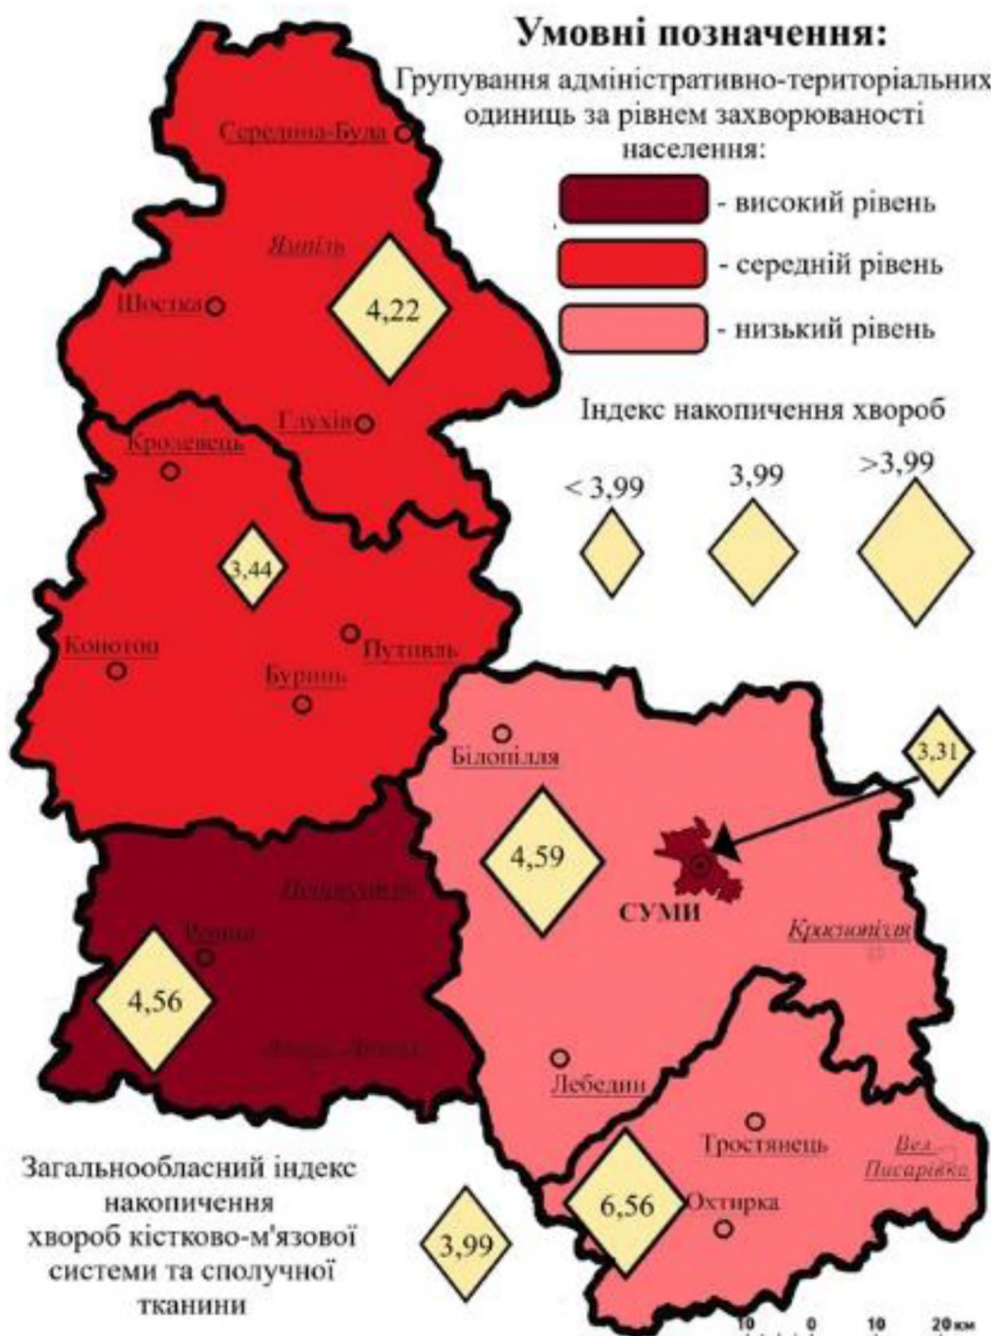 Умовні позначення:
Групування адміністративно-територіальних
одиниць за рівнем захворюваності
населення:
- високий рівень
- середній рівень
- низький рівень
Індекс накопичення хвороб
< 3,99
3,99
>3,99
Середина-Буда
Ямпіль
Шостка
4,22
Глухів
Кролевець
3,44
Конотоп
Путивль
Буринь
Білопілля
3,31
4,59
СУМИ
Краснопілля
Ромни
4,56
Лебедин
Тростянець
Вел.
Писарівка
6,56
Охтирка
Загальнообласний індекс
накопичення
хвороб кістково-м'язової
системи та сполучної
тканини
3,99
10 0 10 20 км